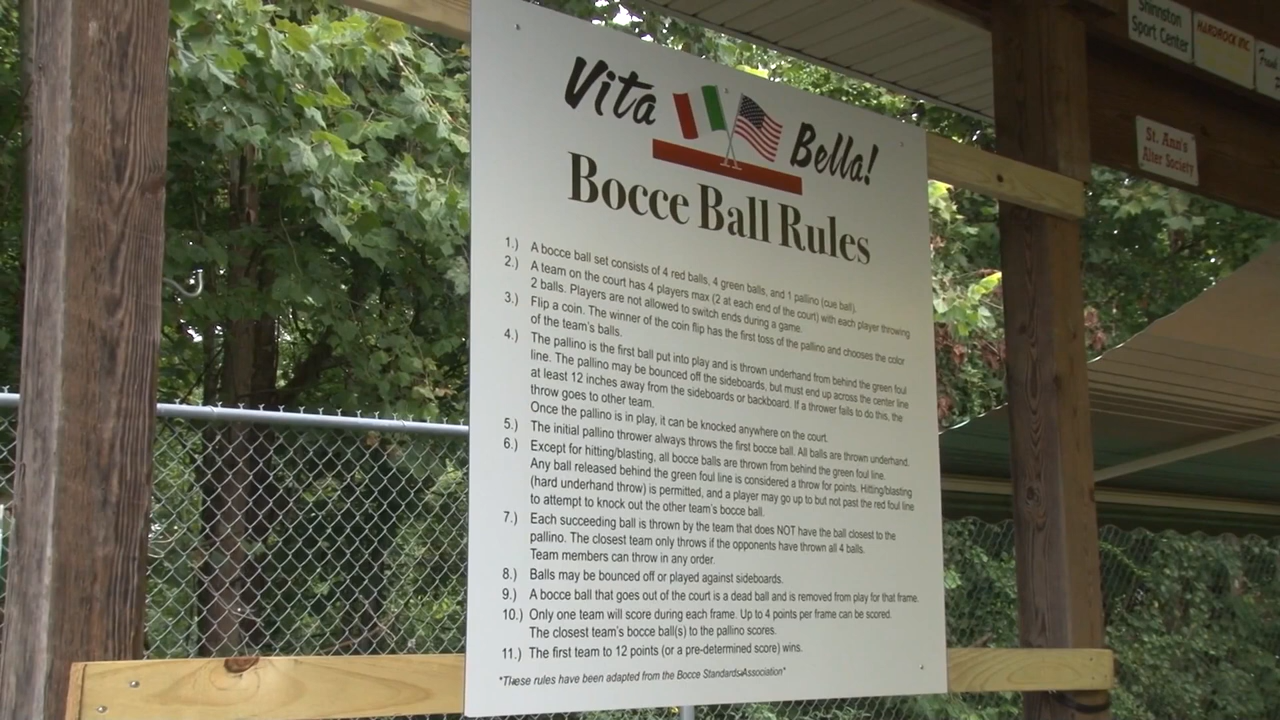 Shinnston
Sport Center
HARDROCK INC.
St. Ann's
Alter Society
Vita Bella!
Bocce Ball Rules
1.) A bocce ball set consists of 4 red balls, 4 green balls, and 1 pallino (cue ball).
2.) A team on the court has 4 players max (2 at each end of the court) with each player throwing
2 balls. Players are not allowed to switch ends during a game.
3.) Flip a coin. The winner of the coin flip has the first toss of the pallino and chooses the color
of the team's balls.
4.) The pallino is the first ball put into play and is thrown underhand from behind the green foul
line. The pallino may be bounced off the sideboards, but must end up across the center line
at least 12 inches away from the sideboards or backboard. If a thrower fails to do this, the
throw goes to other team.
Once the pallino is in play, it can be knocked anywhere on the court.
5.) The initial pallino thrower always throws the first bocce ball. All balls are thrown underhand.
6.) Except for hitting/blasting, all bocce balls are thrown from behind the green foul line.
Any ball released behind the green foul line is considered a throw for points. Hitting/blasting
(hard underhand throw) is permitted, and a player may go up to but not past the red foul line
to attempt to knock out the other team's bocce ball.
7.) Each succeeding ball is thrown by the team that does NOT have the ball closest to the
pallino. The closest team only throws if the opponents have thrown all 4 balls.
Team members can throw in any order.
8.) Balls may be bounced off or played against sideboards.
9.) A bocce ball that goes out of the court is a dead ball and is removed from play for that frame.
10.) Only one team will score during each frame. Up to 4 points per frame can be scored.
The closest team's bocce ball(s) to the pallino scores.
11.) The first team to 12 points (or a pre-determined score) wins.
*These rules have been adapted from the Bocce Standards Association*